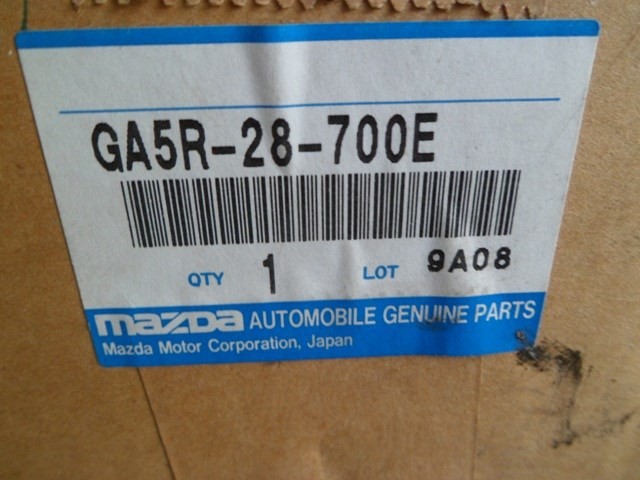 GA5R-28-700E
QTY 1 LOT 9A08
mazda AUTOMOBILE GENUINE PARTS
Mazda Motor Corporation, Japan